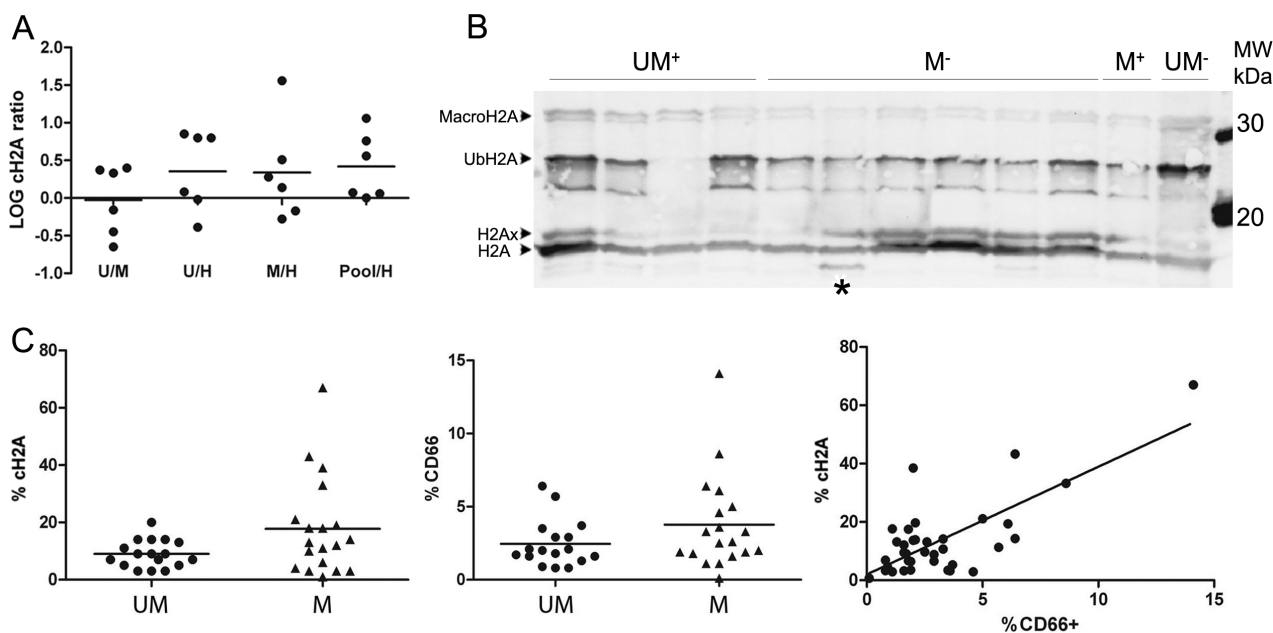 A
LOG cH2A ratio
2.0
1.5
1.0
0.5
0.0
-0.5
-1.0
U/M U/H M/H Pool/H
B
UM+ M- M+ UM- MW kDa
MacroH2A
UbH2A
H2Ax
H2A
30
20
*
C
% cH2A
80
60
40
20
0
UM M
% CD66
15
10
5
0
UM M
% cH2A
80
60
40
20
0
0 5 10 15
%CD66+